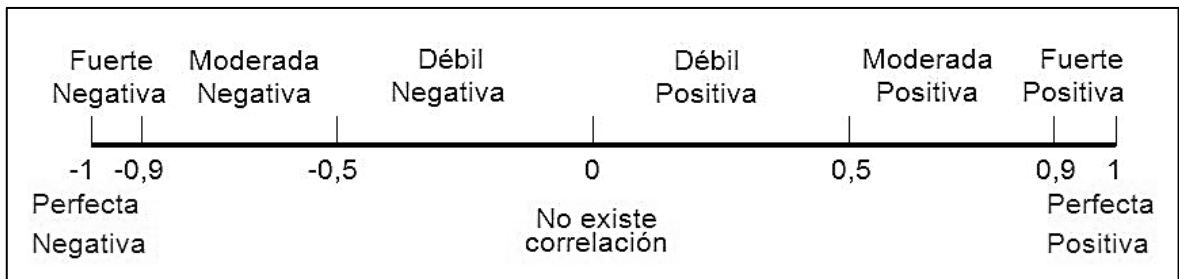 Fuerte Negativa
Moderada Negativa
Débil Negativa
Débil Positiva
Moderada Positiva
Fuerte Positiva
-1 -0,9 -0,5 0 0,5 0,9 1
Perfecta Negativa
No existe correlación
Perfecta Positiva